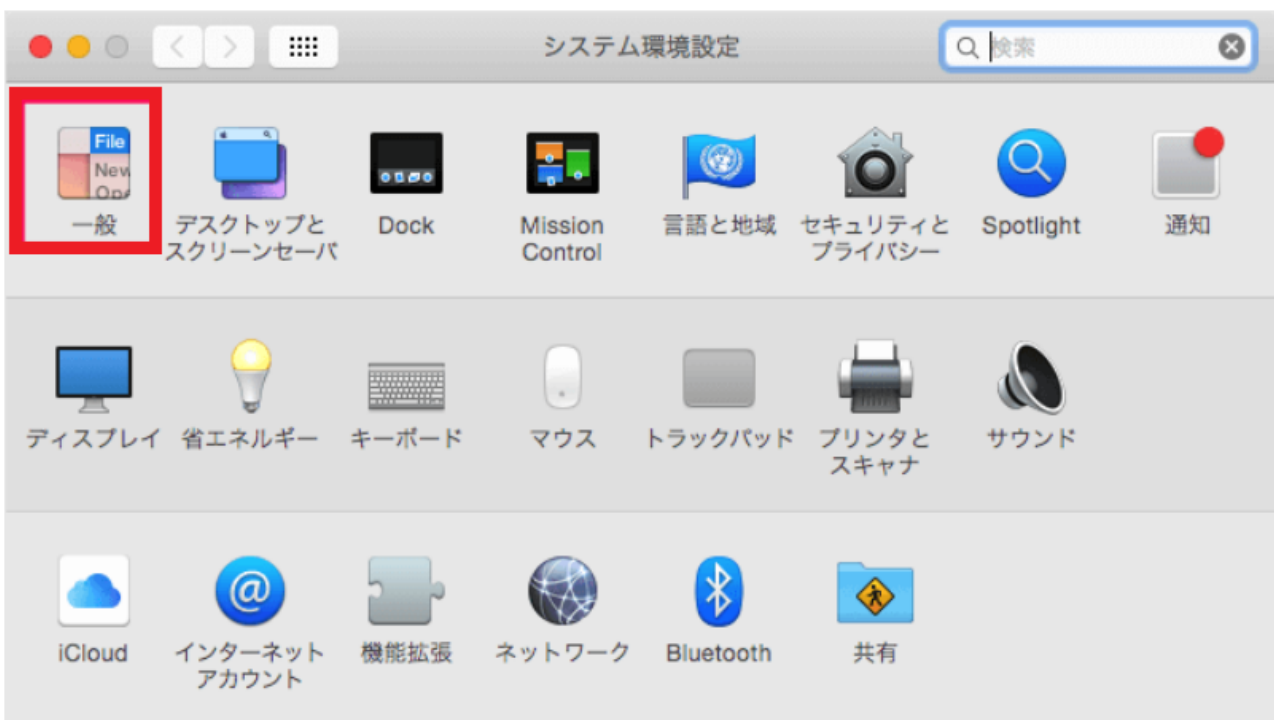 システム環境設定
検索
File
New
Ope
一般
デスクトップと
スクリーンセーバ
Dock
Mission
Control
言語と地域
セキュリティと
プライバシー
Spotlight
通知
ディスプレイ
省エネルギー
キーボード
マウス
トラックパッド
プリンタと
スキャナ
サウンド
iCloud
インターネット
アカウント
機能拡張
ネットワーク
Bluetooth
共有